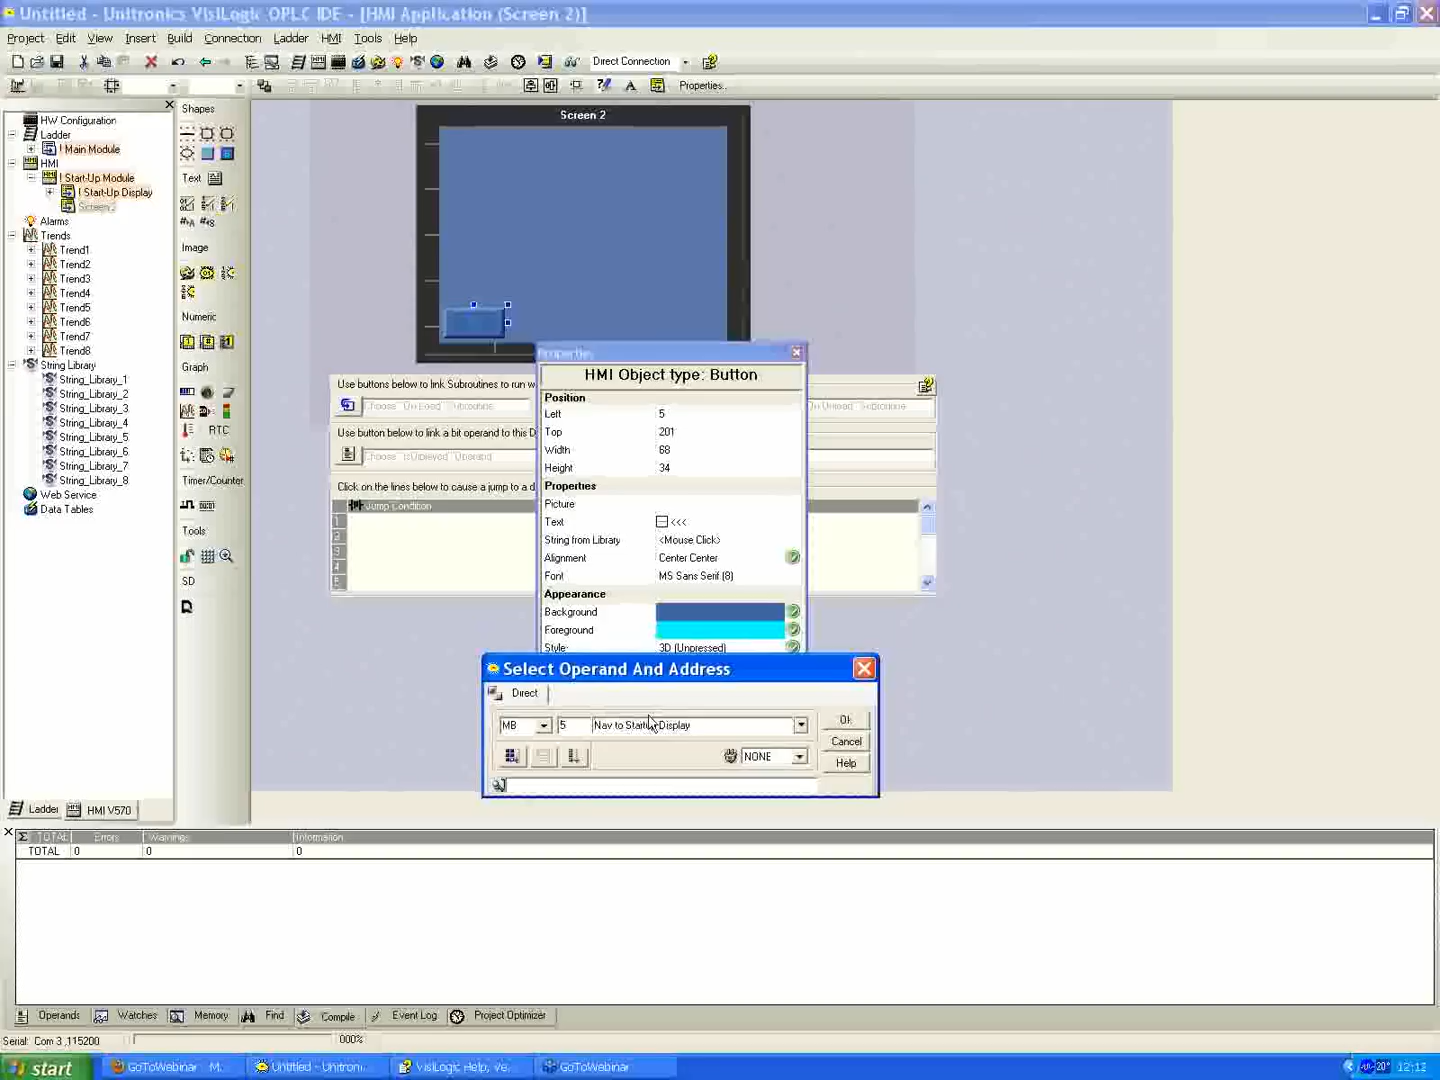 Untitled - Unitronics VisiLogic OPLC IDE - [HMI Application (Screen 2)]
Project Edit View Insert Build Connection Ladder HMI Tools Help
Direct Connection
Properties..
HW Configuration
Ladder
! Main Module
HMI
! Start-Up Module
! Start-Up Display
Screen 2
Alarms
Trends
Trend1
Trend2
Trend3
Trend4
Trend5
Trend6
Trend7
Trend8
String Library
String_Library_1
String_Library_2
String_Library_3
String_Library_4
String_Library_5
String_Library_6
String_Library_7
String_Library_8
Web Service
Data Tables
Ladder HMI V570
Shapes
Text
Image
Numeric
Graph
RTC
Timer/Counter
Tools
SD
Screen 2
Use buttons below to link Subroutines to run w
Use button below to link a bit operand to this D
Click on the lines below to cause a jump to a d
Jump Condition
1
2
3
4
5
Properties
HMI Object type: Button
Position
Left 5
Top 201
Width 68
Height 34
Properties
Picture
Text <<<
String from Library <Mouse Click>
Alignment Center Center
Font MS Sans Serif (8)
Appearance
Background
Foreground
Style: 3D (Unpressed)
Select Operand And Address
Direct
MB 5 Nav to Start Display
Ok
Cancel
NONE
Help
TOTAL Errors Warnings Information
TOTAL 0 0 0
Operands Watches Memory Find Compile Event Log Project Optimizer
Serial: Com 3 ,115200 000%
start GoToWebinar M. Untitled - Unitroni. VisiLogic Help, Ve. GoToWebinar 20° 12:12